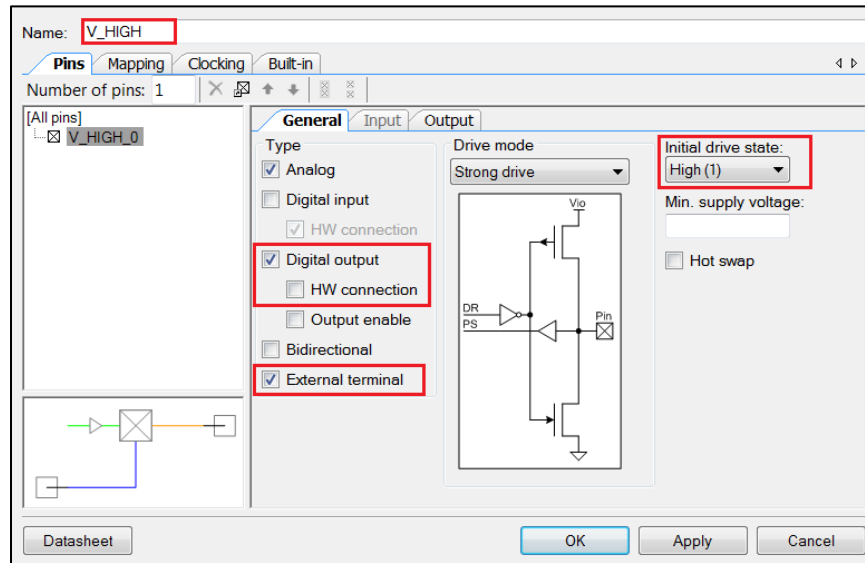 Name: V_HIGH
Pins Mapping Clocking Built-in
Number of pins: 1
[All pins]
V_HIGH_0
General Input Output
Type
Analog
Digital input
HW connection
Digital output
HW connection
Output enable
Bidirectional
External terminal
Drive mode
Strong drive
Vio
DR
PS
Pin
Initial drive state:
High (1)
Min. supply voltage:
Hot swap
Datasheet
OK
Apply
Cancel